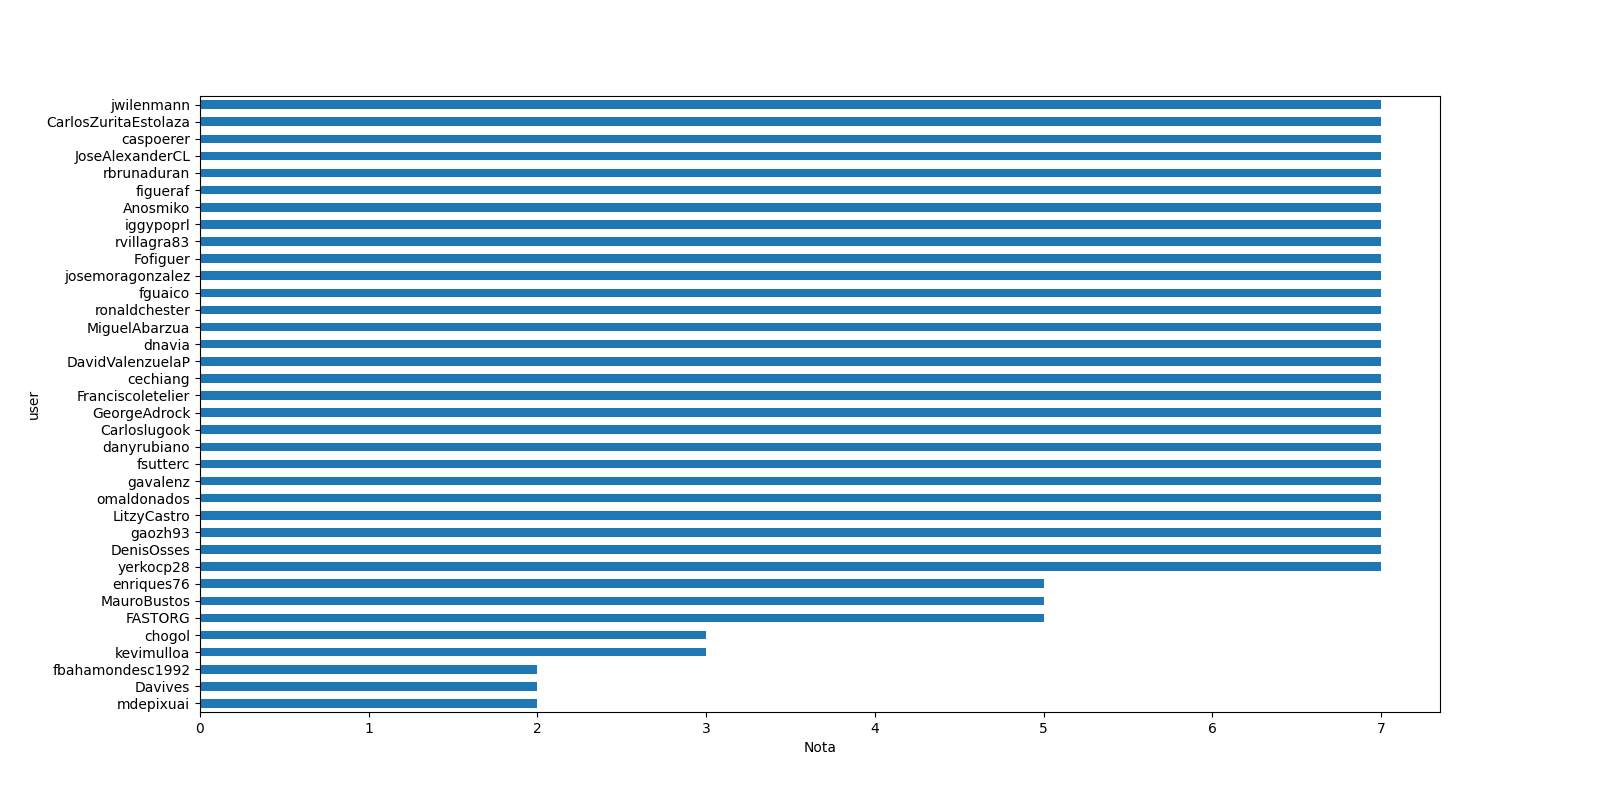 jwilenmann
CarlosZuritaEstolaza
caspoerer
JoseAlexanderCL
rbrunaduran
figueraf
Anosmiko
iggypoprl
rvillagra83
Fofiguer
josemoragonzalez
fguaico
ronaldchester
MiguelAbarzua
dnavia
DavidValenzuelaP
cechiang
Franciscoletelier
GeorgeAdrock
Carloslugook
danyrubiano
fsutterc
gavalenz
omaldonados
LitzyCastro
gaozh93
DenisOsses
yerkocp28
enriques76
MauroBustos
FASTORG
chogol
kevimulloa
fbahamondesc1992
Davives
mdepixuai
user
0 1 2 3 4 5 6 7
Nota